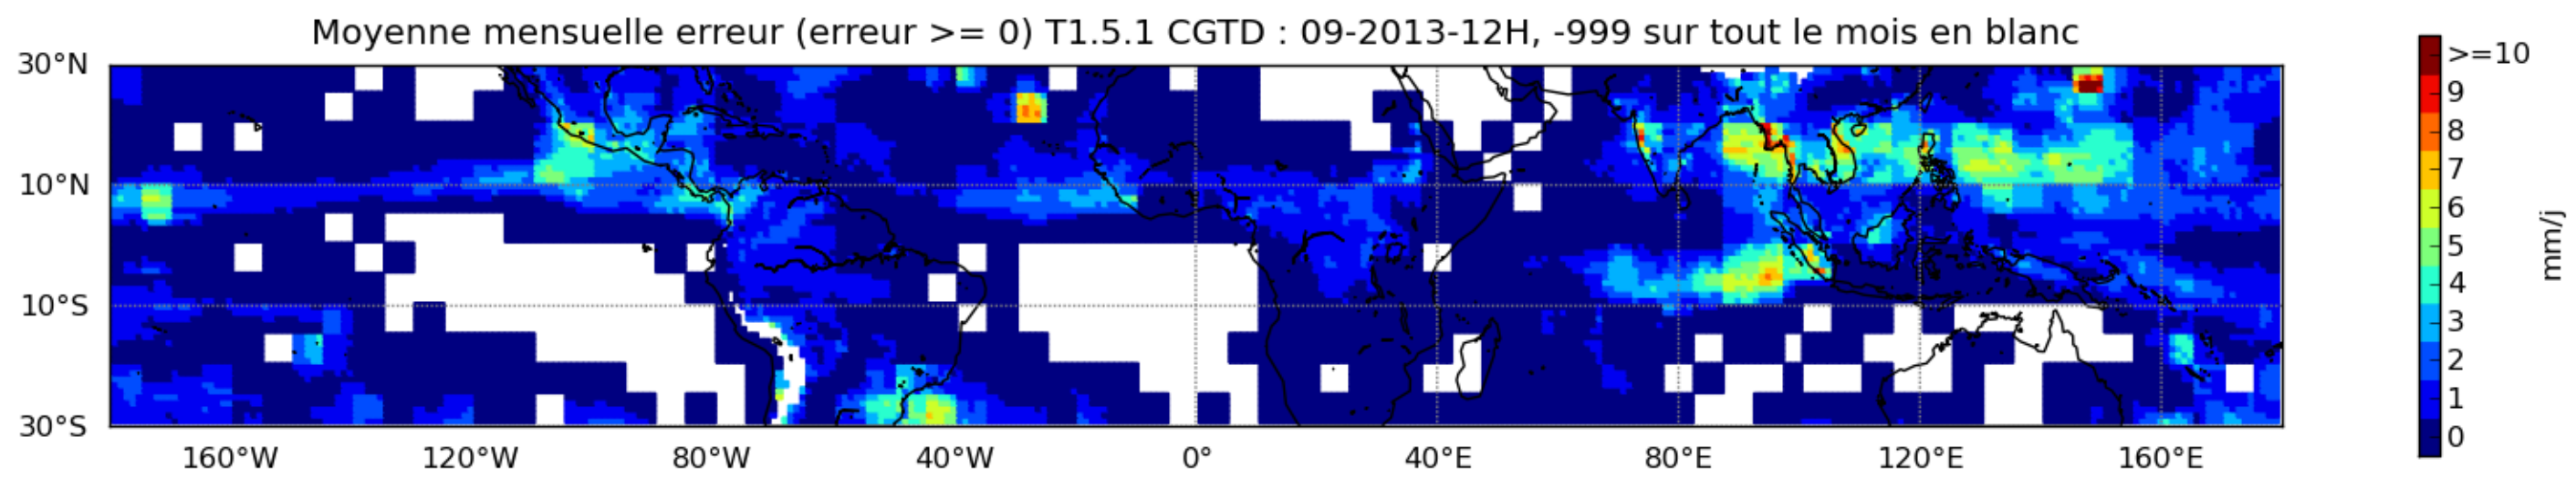 Moyenne mensuelle erreur (erreur >= 0) T1.5.1 CGTD : 09-2013-12H, -999 sur tout le mois en blanc
30°N
10°N
10°S
30°S
160°W 120°W 80°W 40°W 0° 40°E 80°E 120°E 160°E
>=10
9
8
7
6
5
4
3
2
1
0
mm/j